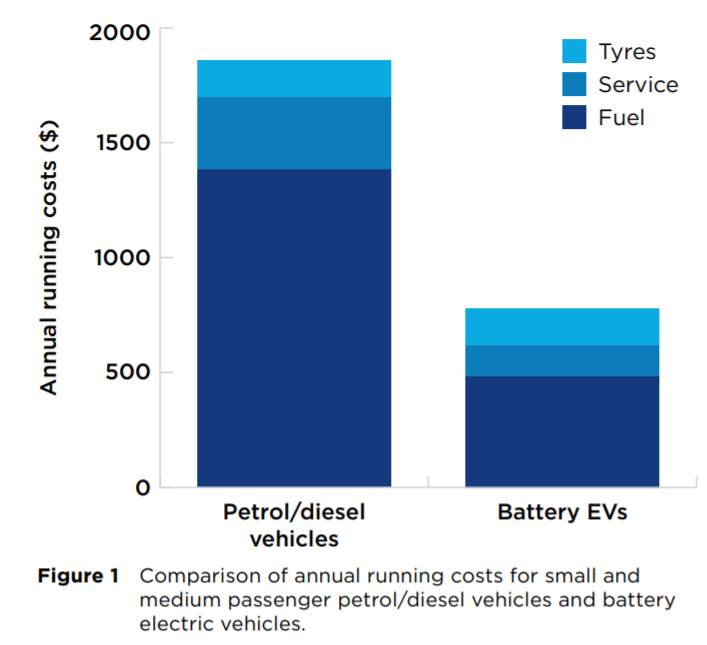 2000
1500
1000
500
0
Annual running costs ($)
Tyres
Service
Fuel
Petrol/diesel
vehicles
Battery EVs
Figure 1 Comparison of annual running costs for small and
medium passenger petrol/diesel vehicles and battery
electric vehicles.